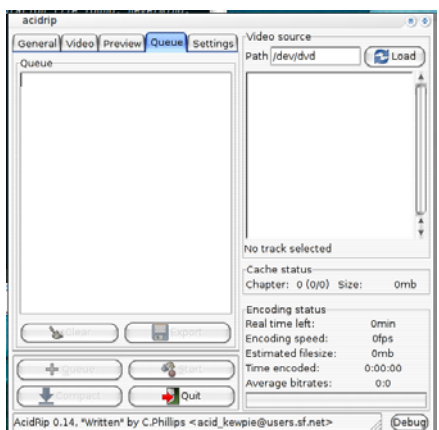 acidrip
General Video Preview Queue Settings
Queue
Clear
Export
Queue
Start
Compact
Quit
Video source
Path /dev/dvd Load
No track selected
Cache status
Chapter: 0 (0/0) Size: 0mb
Encoding status
Real time left: 0min
Encoding speed: 0fps
Estimated filesize: 0mb
Time encoded: 0:00:00
Average bitrates: 0:0
AcidRip 0.14, "Written" by C.Phillips <acid_kewpie@users.sf.net>
Debug